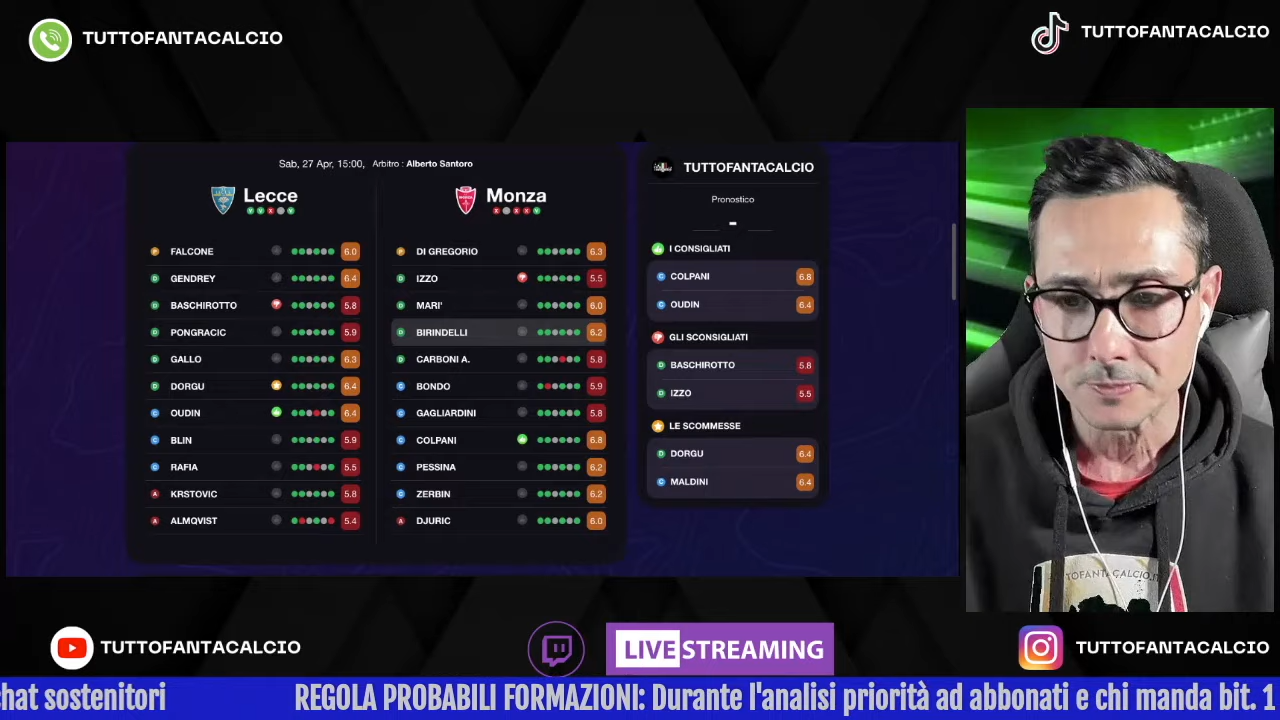 TUTTOFANTACALCIO
TUTTOFANTACALCIO
Sab, 27 Apr, 15:00, Arbitro : Alberto Santoro
Lecce
V V X V
Monza
X X X V
P FALCONE 6.0
D GENDREY 6.4
D BASCHIROTTO 5.8
D PONGRACIC 5.9
D GALLO 6.3
D DORGU 6.4
C OUDIN 6.4
C BLIN 5.9
C RAFIA 5.5
A KRSTOVIC 5.8
A ALMQVIST 5.4
P DI GREGORIO 6.3
D IZZO 5.5
D MARI' 6.0
D BIRINDELLI 6.2
D CARBONI A. 5.8
C BONDO 5.9
C GAGLIARDINI 5.8
C COLPANI 6.8
C PESSINA 6.2
C ZERBIN 6.2
A DJURIC 6.0
TUTTOFANTACALCIO
Pronostico
-
I CONSIGLIATI
C COLPANI 6.8
C OUDIN 6.4
GLI SCONSIGLIATI
D BASCHIROTTO 5.8
D IZZO 5.5
LE SCOMMESSE
D DORGU 6.4
C MALDINI 6.4
TUTTOFANTACALCIO.IT
TUTTOFANTACALCIO
LIVE STREAMING
TUTTOFANTACALCIO
chat sostenitori REGOLA PROBABILI FORMAZIONI: Durante l'analisi priorità ad abbonati e chi manda bit. 1